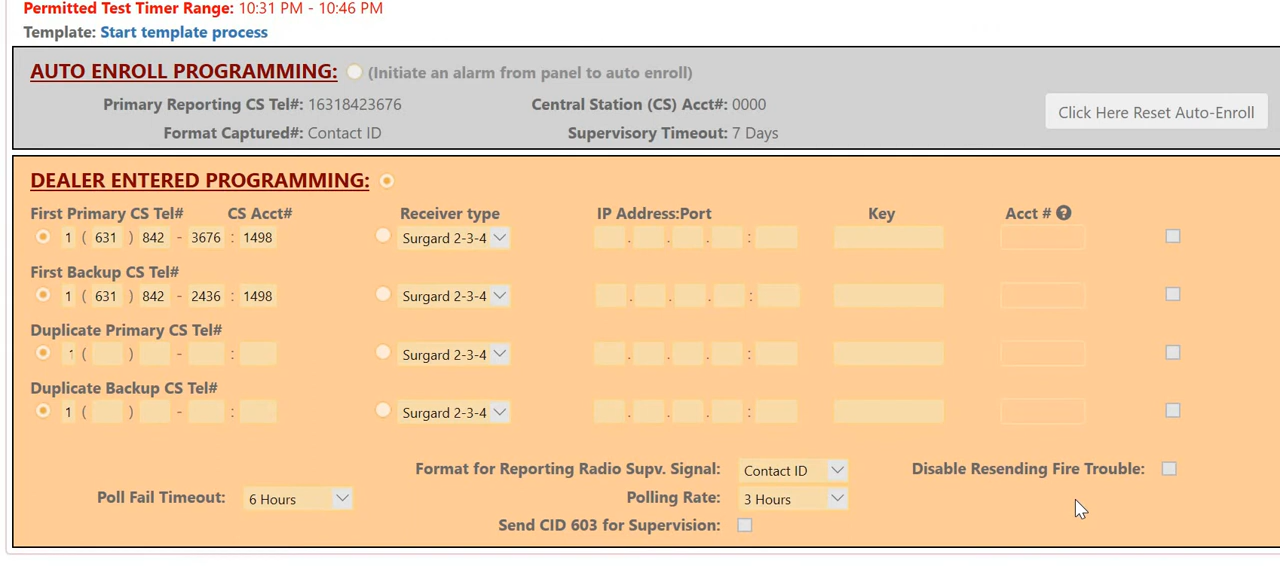 Permitted Test Timer Range: 10:31 PM - 10:46 PM
Template: Start template process
AUTO ENROLL PROGRAMMING: (Initiate an alarm from panel to auto enroll)
Primary Reporting CS Tel#: 16318423676 Central Station (CS) Acct#: 0000
Click Here Reset Auto-Enroll
Format Captured#: Contact ID Supervisory Timeout: 7 Days
DEALER ENTERED PROGRAMMING:
First Primary CS Tel# CS Acct# Receiver type IP Address:Port Key Acct # ?
1 ( 631 ) 842 - 3676 : 1498 Surgard 2-3-4 . . . :
First Backup CS Tel#
1 ( 631 ) 842 - 2436 : 1498 Surgard 2-3-4 . . . :
Duplicate Primary CS Tel#
1 ( ) - : Surgard 2-3-4 . . . :
Duplicate Backup CS Tel#
1 ( ) - : Surgard 2-3-4 . . . :
Format for Reporting Radio Supv. Signal: Contact ID Disable Resending Fire Trouble:
Poll Fail Timeout: 6 Hours Polling Rate: 3 Hours
Send CID 603 for Supervision: